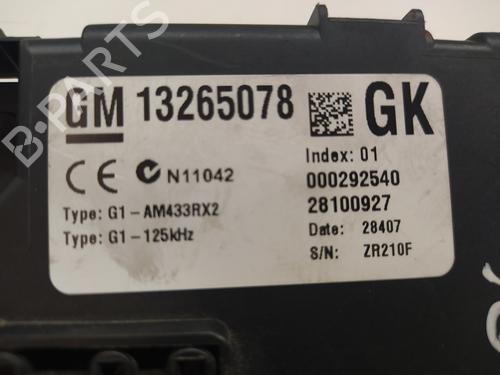 GM 13265078 GK
CE N11042
Index: 01
000292540
28100927
Type: G1-AM433RX2
Type: G1-125kHz
Date: 28407
S/N: ZR210F
B-PARTS